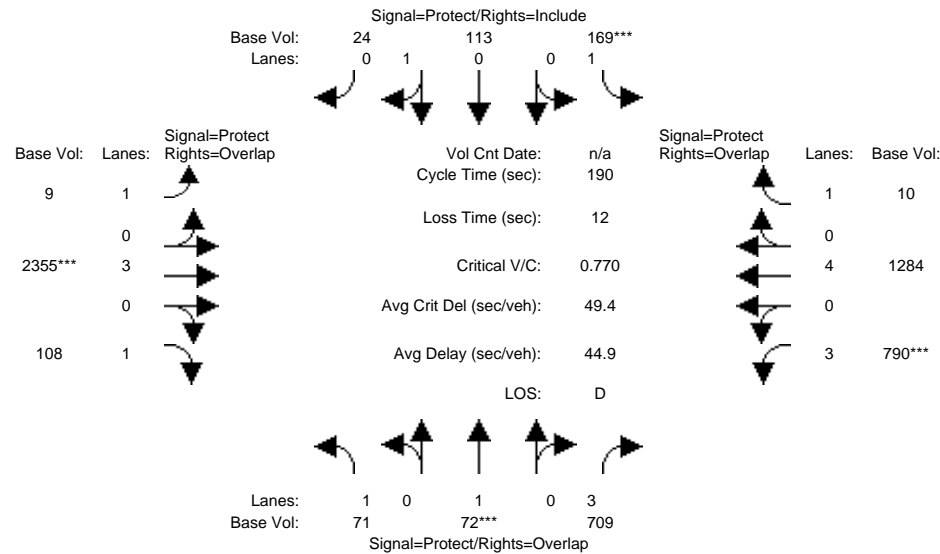 Signal=Protect/Rights=Include
Base Vol: 24 113 169***
Lanes: 0 1 0 0 1
Signal=Protect Signal=Protect
Base Vol: Lanes: Rights=Overlap Vol Cnt Date: n/a Rights=Overlap Lanes: Base Vol:
Cycle Time (sec): 190
9 1 1 10
Loss Time (sec): 12
0 0
2355*** 3 Critical V/C: 0.770 4 1284
0 Avg Crit Del (sec/veh): 49.4 0
108 1 Avg Delay (sec/veh): 44.9 3 790***
LOS: D
Lanes: 1 0 1 0 3
Base Vol: 71 72*** 709
Signal=Protect/Rights=Overlap